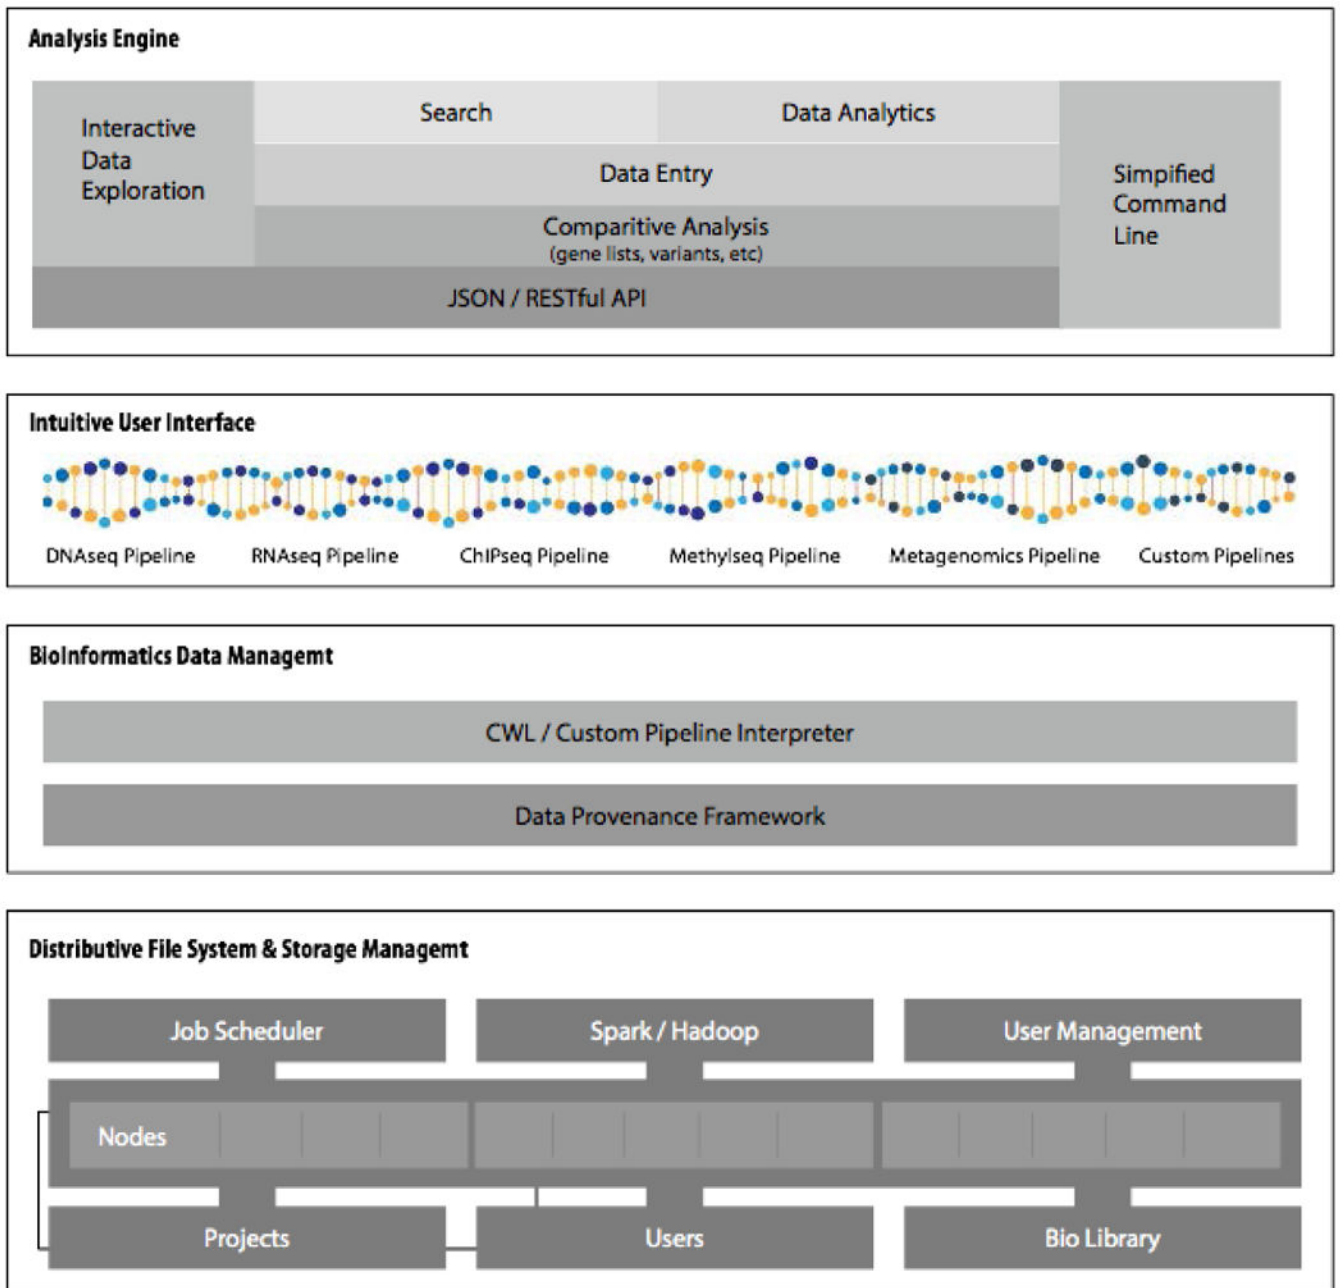 Analysis Engine
Interactive
Data
Exploration
Search
Data Analytics
Data Entry
Comparitive Analysis
(gene lists, variants, etc)
JSON / RESTful API
Simpified
Command
Line
Intuitive User Interface
DNAseq Pipeline
RNAseq Pipeline
ChIPseq Pipeline
Methylseq Pipeline
Metagenomics Pipeline
Custom Pipelines
BioInformatics Data Managemt
CWL / Custom Pipeline Interpreter
Data Provenance Framework
Distributive File System & Storage Managemt
Job Scheduler
Spark / Hadoop
User Management
Nodes
Projects
Users
Bio Library